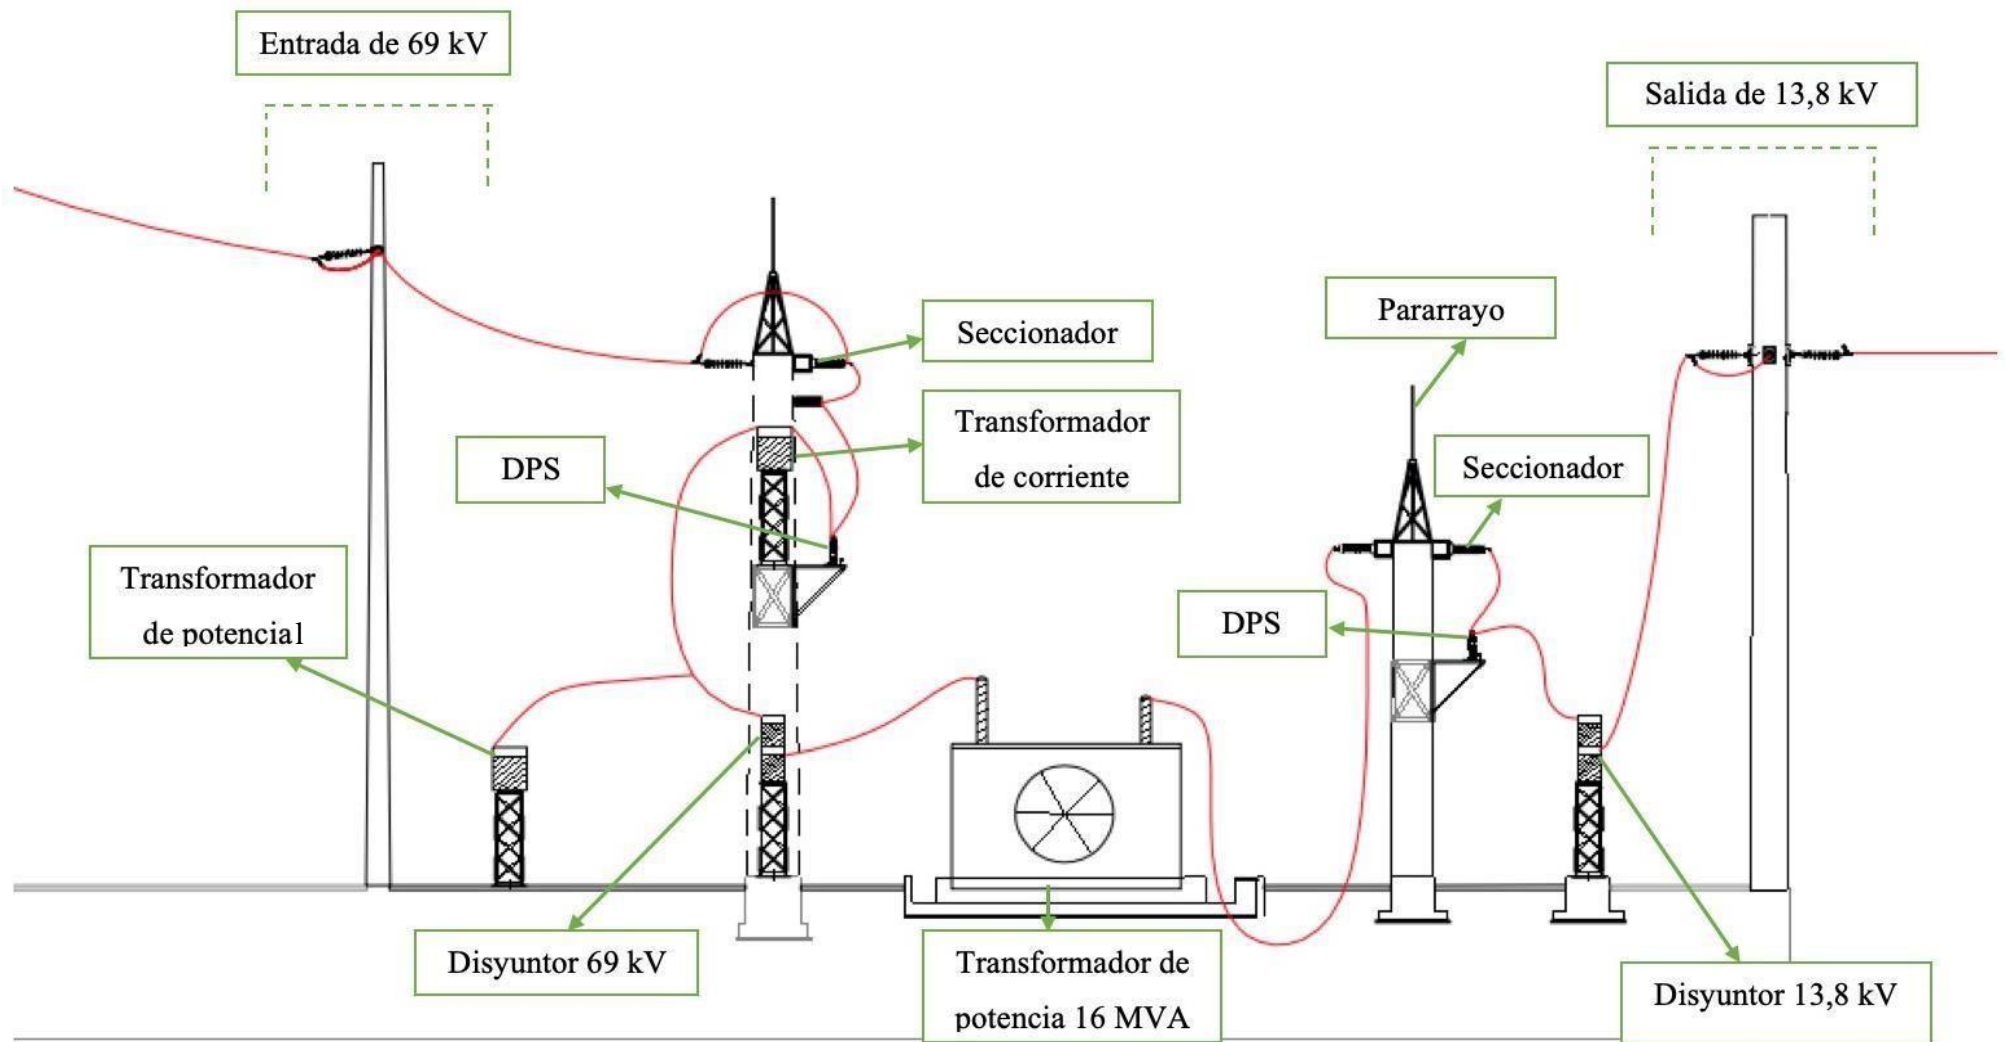 Entrada de 69 kV
Salida de 13,8 kV
Pararrayo
Seccionador
Transformador
de corriente
DPS
Seccionador
Transformador
de potencial
DPS
Disyuntor 69 kV
Transformador de
potencia 16 MVA
Disyuntor 13,8 kV